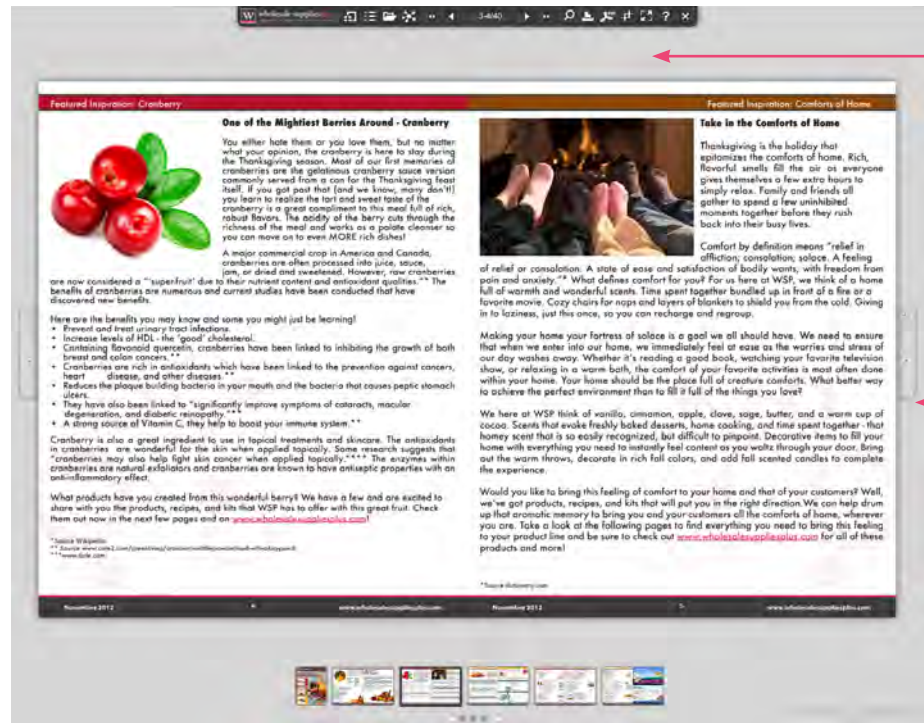 wholesalesuppliesplus
3-4/40
Featured Inspiration: Cranberry
One of the Mightiest Berries Around - Cranberry
You either hate them or you love them, but no matter
what your opinion, the cranberry is here to stay during
the Thanksgiving season. Most of our first memories of
cranberries are the gelatinous cranberry sauce version
commonly served from a can for the Thanksgiving feast
itself. If you got past that (and we know, many don't!)
you learn to realize the tart and sweet taste of the
cranberry is a great compliment to this meal full of rich,
robust flavors. The acidity of the berry cuts through the
richness of the meal and works as a palate cleanser so
you can move on to even MORE rich dishes!
A major commercial crop in America and Canada,
cranberries are often processed into juice, sauce,
jam, or dried and sweetened. However, raw cranberries
are now considered a "'superfruit' due to their nutrient content and antioxidant qualities."* The
benefits of cranberries are numerous and current studies have been conducted that have
discovered new benefits.
Here are the benefits you may know and some you might just be learning!
• Prevent and treat urinary tract infections.
• Increase levels of HDL - the 'good' cholesterol.
• Containing flavonoid quercetin, cranberries have been linked to inhibiting the growth of both
breast and colon cancers.**
• Cranberries are rich in antioxidants which have been linked to the prevention against cancers,
heart disease, and other diseases.**
• Reduces the plaque building bacteria in your mouth and the bacteria that causes peptic stomach
ulcers.
• They have also been linked to "significantly improve symptoms of cataracts, macular
degeneration, and diabetic reinopathy."**
• A strong source of Vitamin C, they help to boost your immune system.**
Cranberry is also a great ingredient to use in topical treatments and skincare. The antioxidants
in cranberries are wonderful for the skin when applied topically. Some research suggests that
"cranberries may also help fight skin cancer when applied topically."*** The enzymes within
cranberries are natural exfoliators and cranberries are known to have antiseptic properties with an
anti-inflammatory effect.
What products have you created from this wonderful berry? We have a few and are excited to
share with you the products, recipes, and kits that WSP has to offer with this great fruit. Check
them out now in the next few pages and on www.wholesalesuppliesplus.com!
*Source Wikipedia
November 2012
www.wholesalesuppliesplus.com
Featured Inspiration: Comforts of Home
Take in the Comforts of Home
Thanksgiving is the holiday that
epitomizes the comforts of home. Rich,
flavorful smells fill the air as everyone
gives themselves a few extra hours to
simply relax. Family and friends all
gather to spend a few uninhibited
moments together before they rush
back into their busy lives.
Comfort by definition means "relief in
affliction; consolation; solace. A feeling
of relief or consolation. A state of ease and satisfaction of bodily wants, with freedom from
pain and anxiety."* What defines comfort for you? For us here at WSP, we think of a home
full of warmth and wonderful scents. Time spent together bundled up in front of a fire or a
favorite movie. Cozy chairs for naps and layers of blankets to shield you from the cold. Giving
in to laziness, just this once, so you can recharge and regroup.
Making your home your fortress of solace is a goal we all should have. We need to ensure
that when we enter into our home, we immediately feel at ease as the worries and stress of
our day washes away. Whether it's reading a good book, watching your favorite television
show, or relaxing in a warm bath, the comfort of your favorite activities is most often done
within your home. Your home should be the place full of creature comforts. What better way
to achieve the perfect environment than to fill it full of the things you love?
We here at WSP think of vanilla, cinnamon, apple, clove, sage, butter, and a warm cup of
cocoa. Scents that evoke freshly baked desserts, home cooking, and time spent together - that
homey scent that is so easily recognized, but difficult to pinpoint. Decorative items to fill your
home with everything you need to instantly feel content as you waltz through your door. Bring
out the warm throws, decorate in rich fall colors, and add fall scented candles to complete
the experience.
Would you like to bring this feeling of comfort to your home and that of your customers? Well,
we've got products, recipes, and kits that will put you in the right direction.We can help drum
up that aromatic memory to bring you and your customers all the comforts of home, wherever
you are. Take a look at the following pages to find everything you need to bring this feeling
to your product line and be sure to check out www.wholesalesuppliesplus.com for all of these
products and more!
*Source dictionary.com
November 2012
www.wholesalesuppliesplus.com